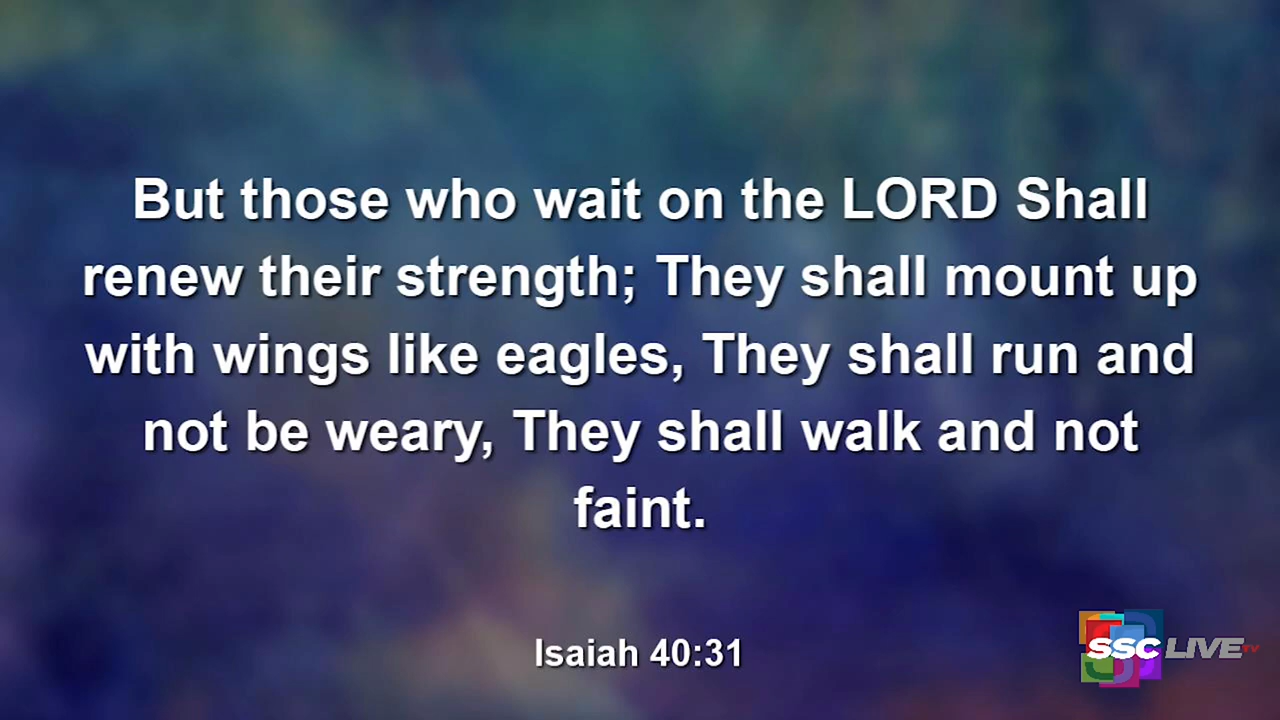 But those who wait on the LORD Shall
renew their strength; They shall mount up
with wings like eagles, They shall run and
not be weary, They shall walk and not
faint.
Isaiah 40:31
SSC LIVE TV